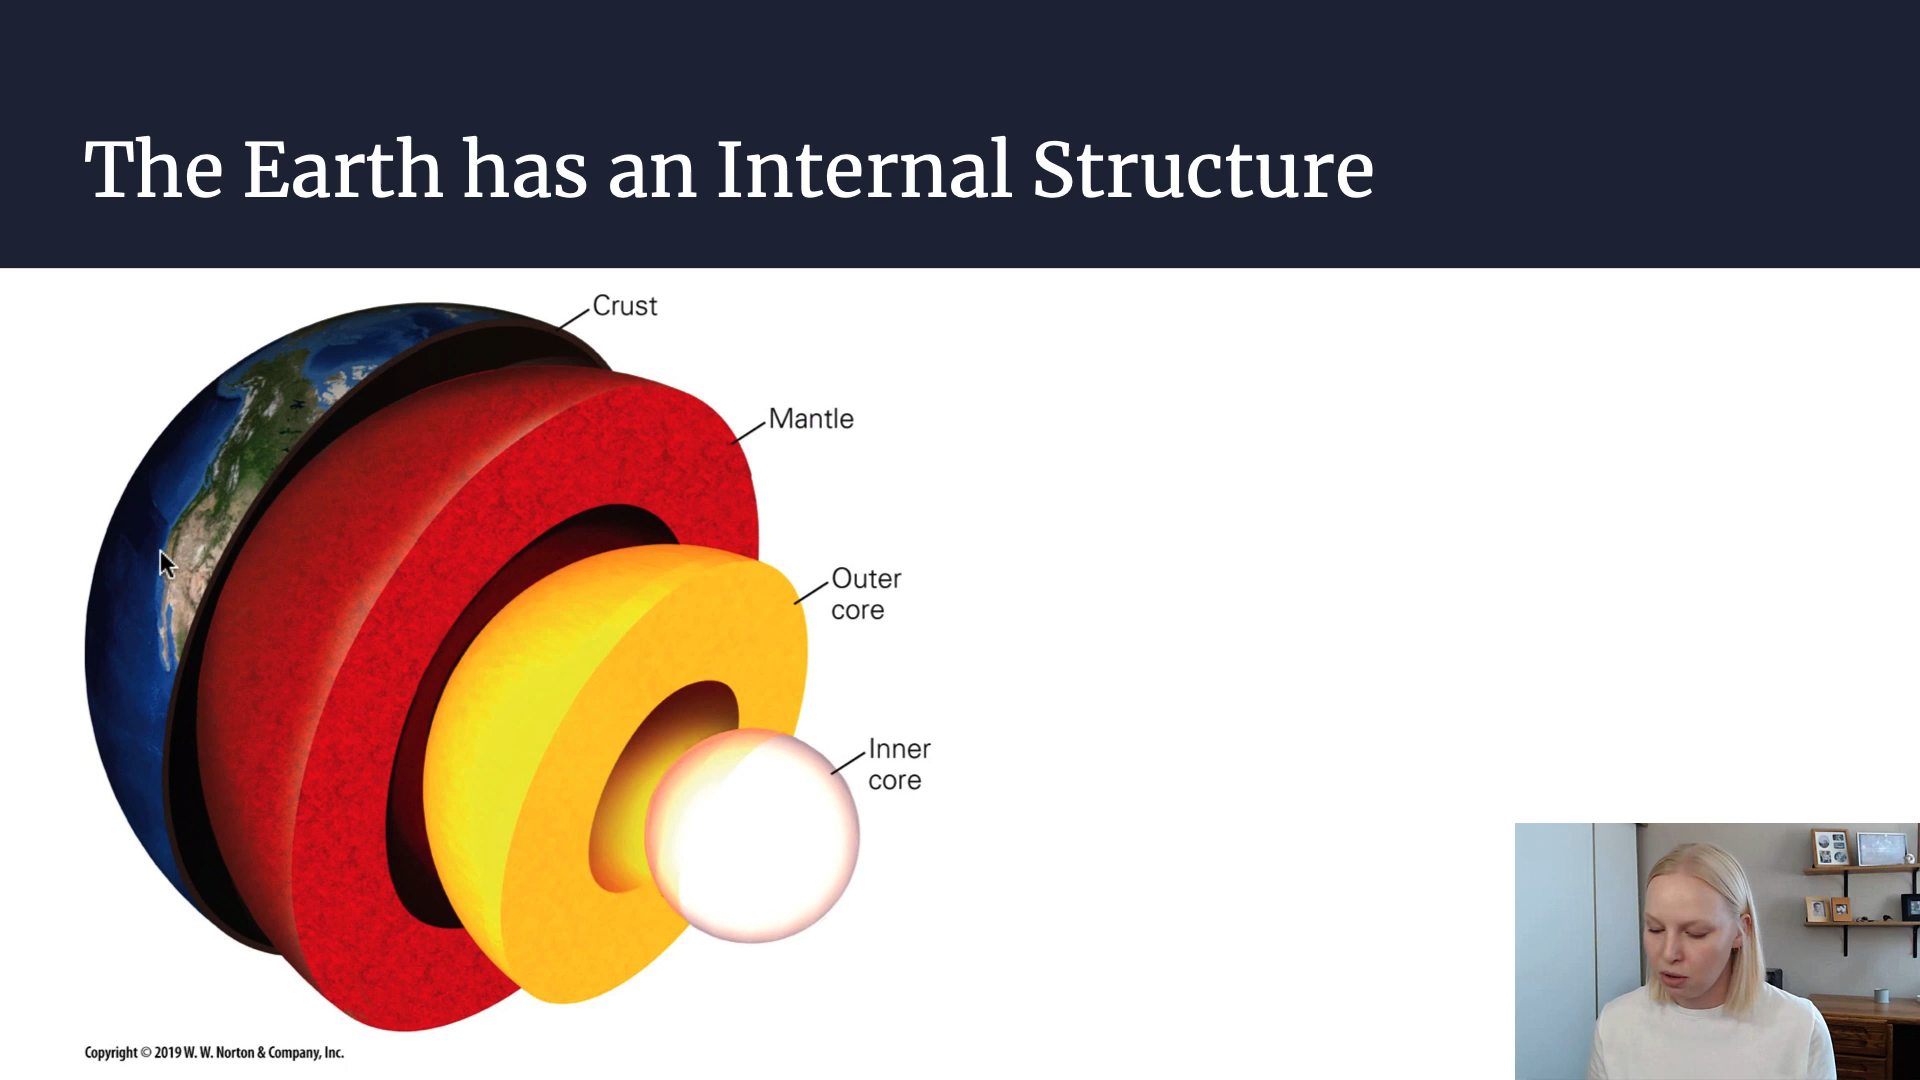 The Earth has an Internal Structure
Crust
Mantle
Outer
core
Inner
core
Copyright © 2019 W. W. Norton & Company, Inc.